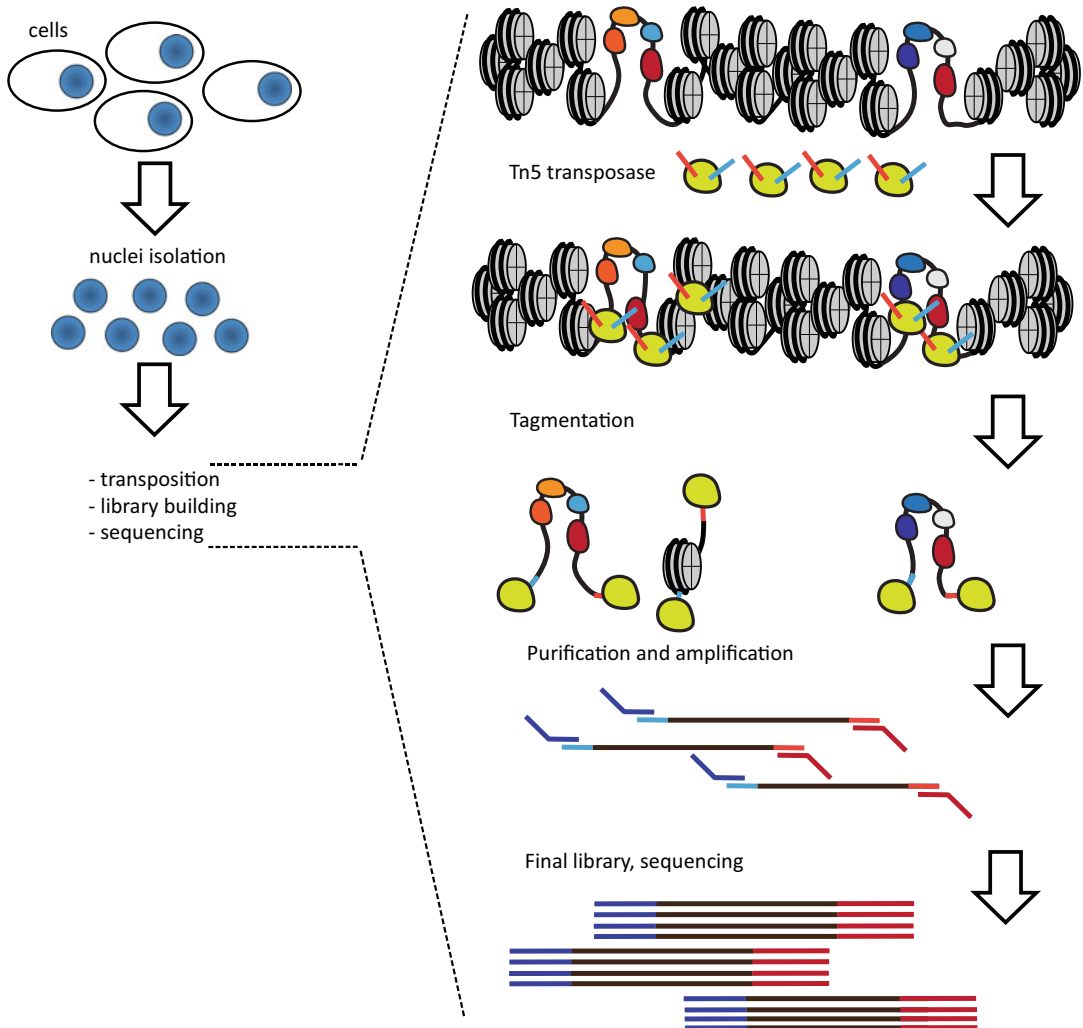 cells
nuclei isolation
- transposition
- library building
- sequencing
Tn5 transposase
Tagmentation
Purification and amplification
Final library, sequencing